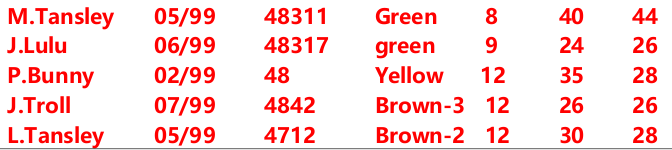 M.Tansley 05/99 48311 Green 8 40 44
J.Lulu 06/99 48317 green 9 24 26
P.Bunny 02/99 48 Yellow 12 35 28
J.Troll 07/99 4842 Brown-3 12 26 26
L.Tansley 05/99 4712 Brown-2 12 30 28